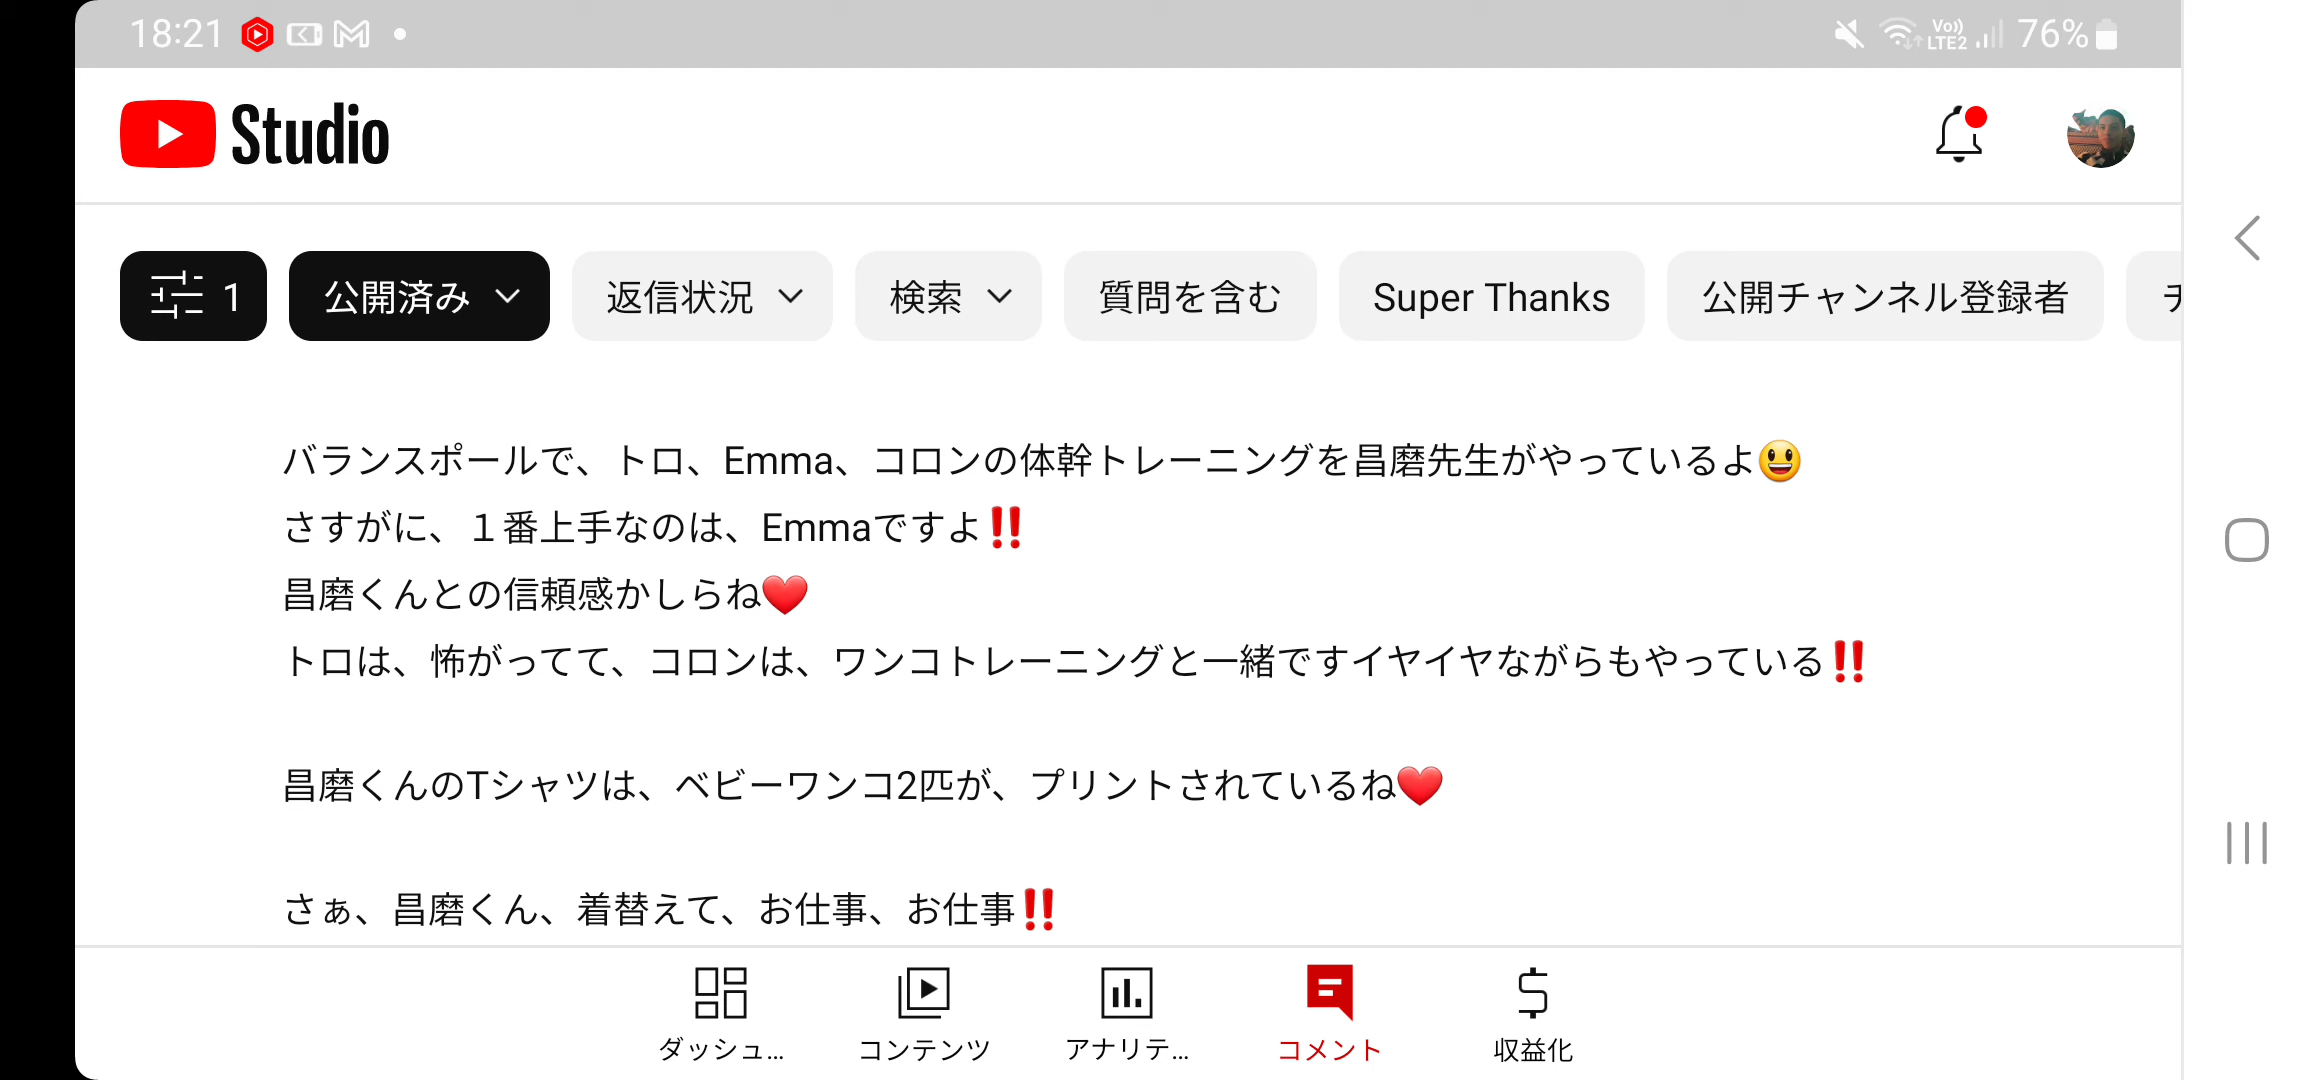 18:21
Vo))
LTE2
76%
Studio
1
公開済み
返信状況
検索
質問を含む
Super Thanks
公開チャンネル登録者
バランスポールで、トロ、Emma、コロンの体幹トレーニングを昌磨先生がやっているよ😃
さすがに、１番上手なのは、Emmaですよ‼️
昌磨くんとの信頼感かしらね❤️
トロは、怖がってて、コロンは、ワンコトレーニングと一緒ですイヤイヤながらもやっている‼️
昌磨くんのTシャツは、ベビーワンコ2匹が、プリントされているね❤️
さぁ、昌磨くん、着替えて、お仕事、お仕事‼️
ダッシュ...
コンテンツ
アナリテ...
コメント
収益化